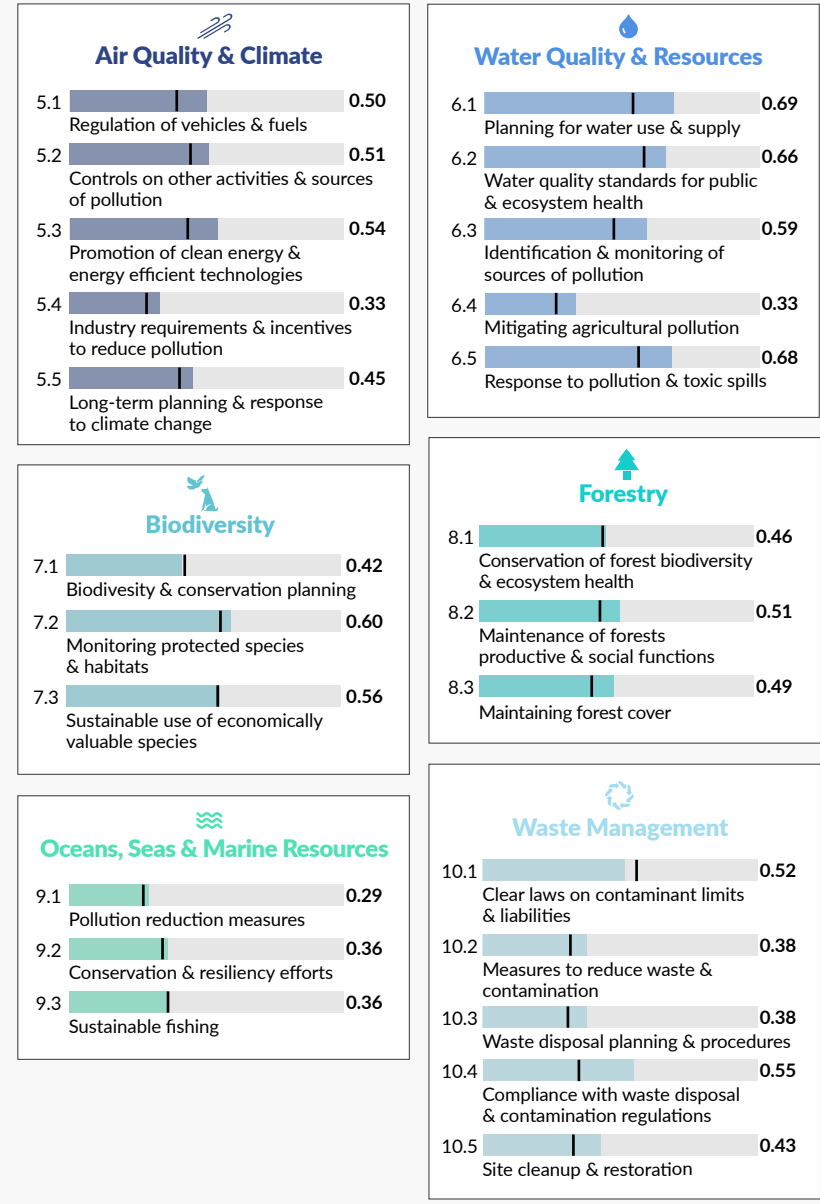 Air Quality & Climate
5.1 0.50
Regulation of vehicles & fuels
5.2 0.51
Controls on other activities & sources
of pollution
5.3 0.54
Promotion of clean energy &
energy efficient technologies
5.4 0.33
Industry requirements & incentives
to reduce pollution
5.5 0.45
Long-term planning & response
to climate change
Water Quality & Resources
6.1 0.69
Planning for water use & supply
6.2 0.66
Water quality standards for public
& ecosystem health
6.3 0.59
Identification & monitoring of
sources of pollution
6.4 0.33
Mitigating agricultural pollution
6.5 0.68
Response to pollution & toxic spills
Biodiversity
7.1 0.42
Biodivesity & conservation planning
7.2 0.60
Monitoring protected species
& habitats
7.3 0.56
Sustainable use of economically
valuable species
Forestry
8.1 0.46
Conservation of forest biodiversity
& ecosystem health
8.2 0.51
Maintenance of forests
productive & social functions
8.3 0.49
Maintaining forest cover
Oceans, Seas & Marine Resources
9.1 0.29
Pollution reduction measures
9.2 0.36
Conservation & resiliency efforts
9.3 0.36
Sustainable fishing
Waste Management
10.1 0.52
Clear laws on contaminant limits
& liabilities
10.2 0.38
Measures to reduce waste &
contamination
10.3 0.38
Waste disposal planning & procedures
10.4 0.55
Compliance with waste disposal
& contamination regulations
10.5 0.43
Site cleanup & restoration